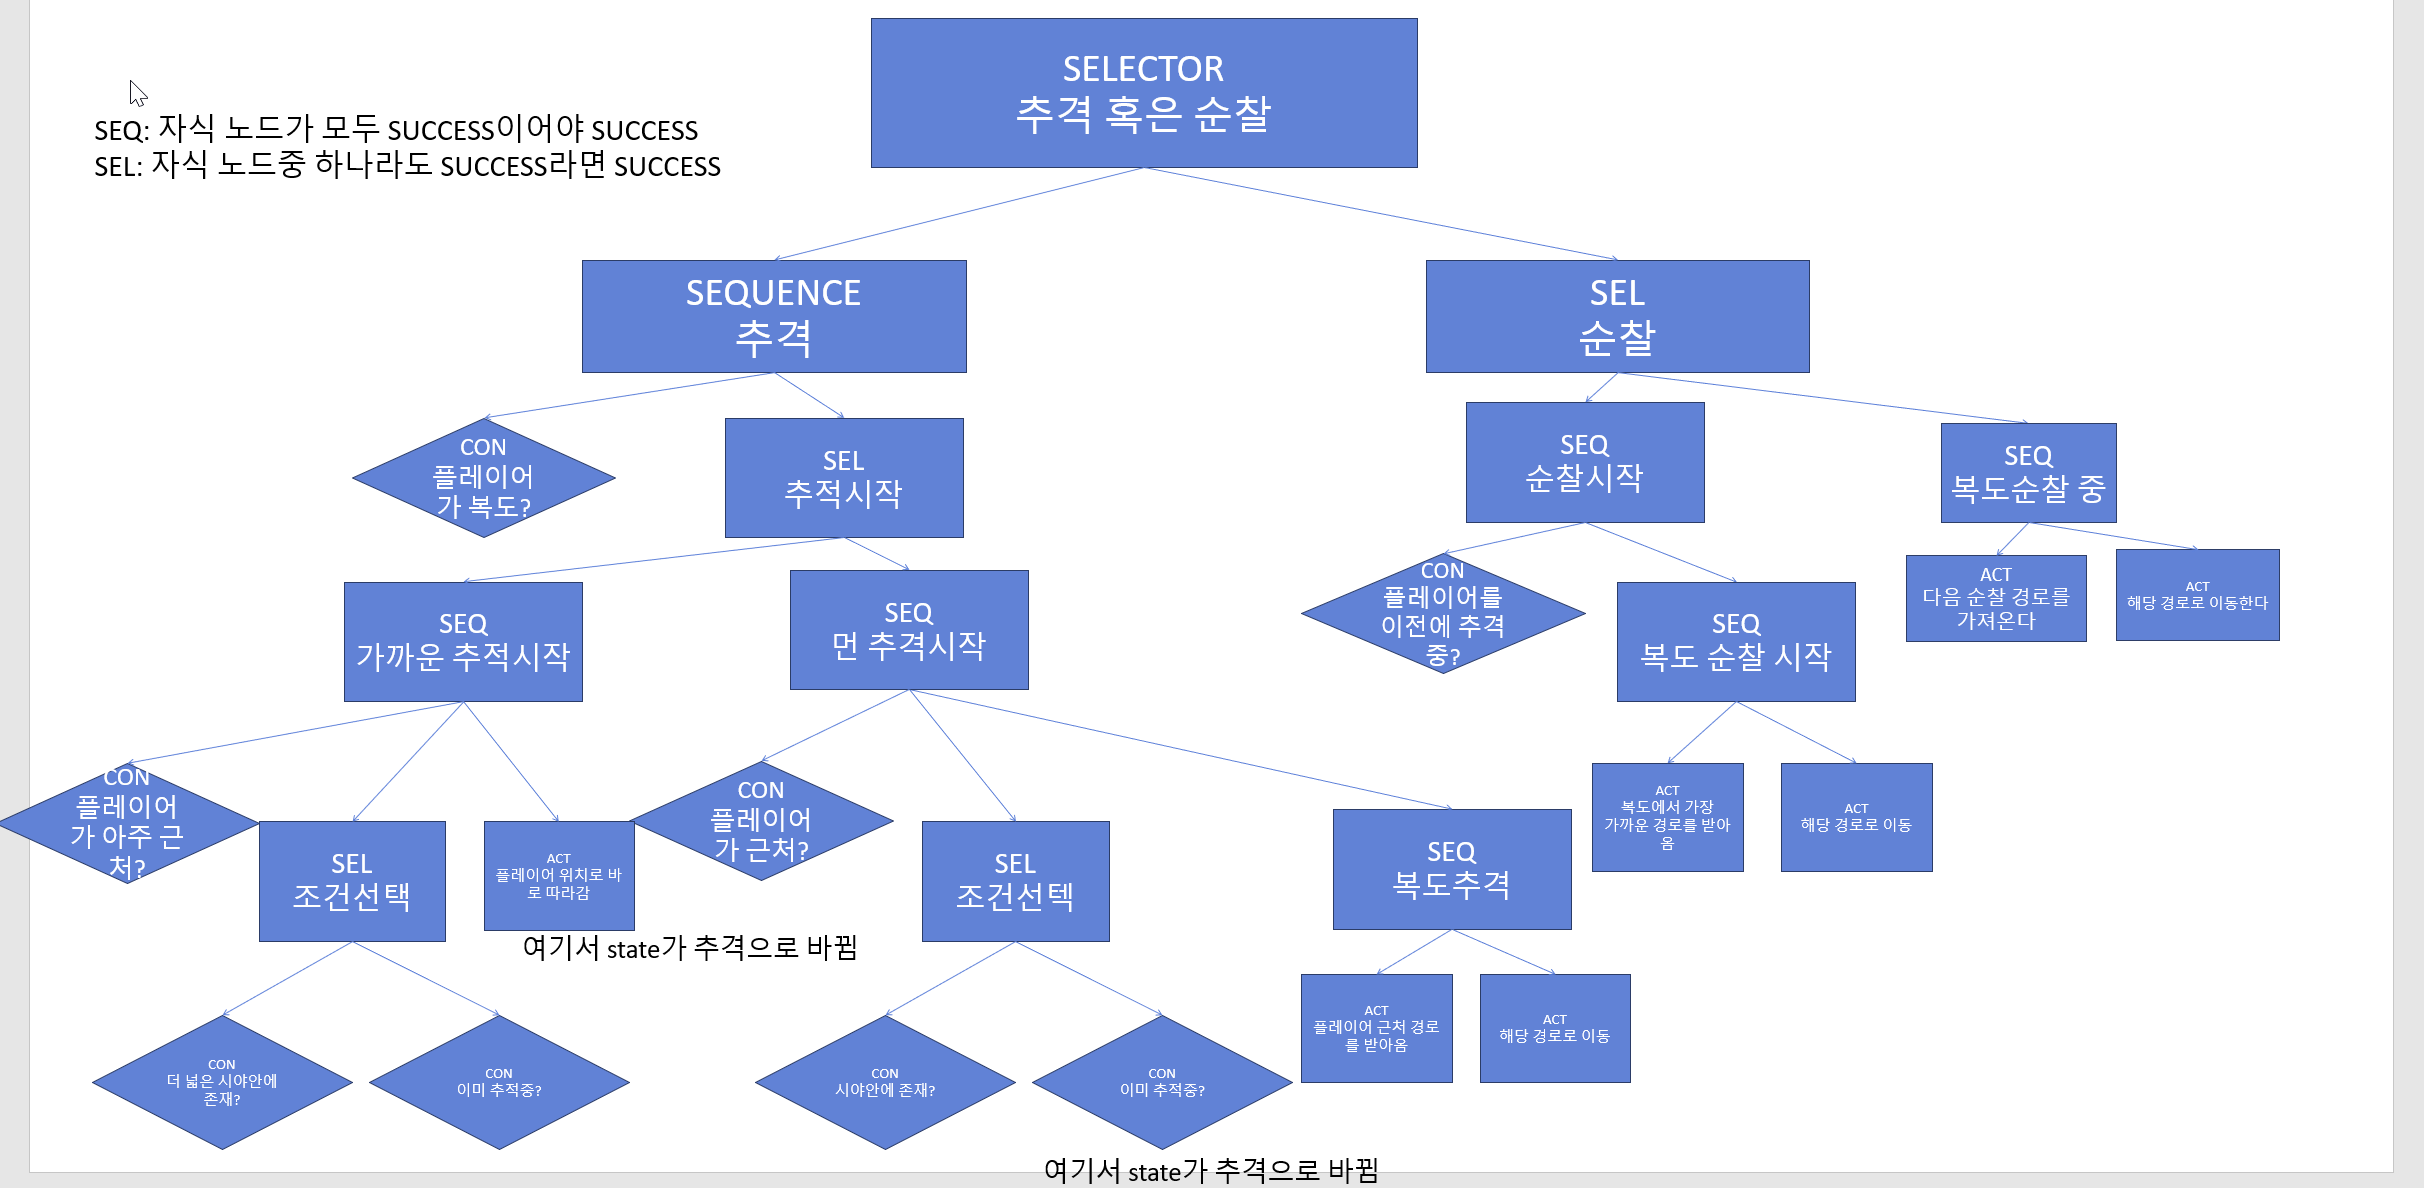 SELECTOR
추격 혹은 순찰
SEQ: 자식 노드가 모두 SUCCESS이어야 SUCCESS
SEL: 자식 노드중 하나라도 SUCCESS라면 SUCCESS
SEQUENCE
추격
SEL
순찰
CON
플레이어
가 복도?
SEL
추적시작
SEQ
순찰시작
SEQ
복도순찰 중
SEQ
가까운 추적시작
SEQ
먼 추격시작
CON
플레이어를
이전에 추격
중?
SEQ
복도 순찰 시작
ACT
다음 순찰 경로를
가져온다
ACT
해당 경로로 이동한다
CON
플레이어
가 아주 근
처?
SEL
조건선택
ACT
플레이어 위치로 바
로 따라감
CON
플레이어
가 근처?
SEL
조건선텍
SEQ
복도추격
ACT
복도에서 가장
가까운 경로를 받아
옴
ACT
해당 경로로 이동
여기서 state가 추격으로 바뀜
CON
더 넓은 시야안에
존재?
CON
이미 추적중?
CON
시야안에 존재?
CON
이미 추적중?
ACT
플레이어 근처 경로
를 받아옴
ACT
해당 경로로 이동
여기서 state가 추격으로 바뀜